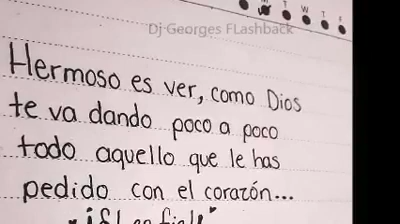 M T W T F
Dj Georges FLashback
Hermoso es ver, como Dios
te va dando poco a poco
todo aquello que le has
pedido con el corazón...